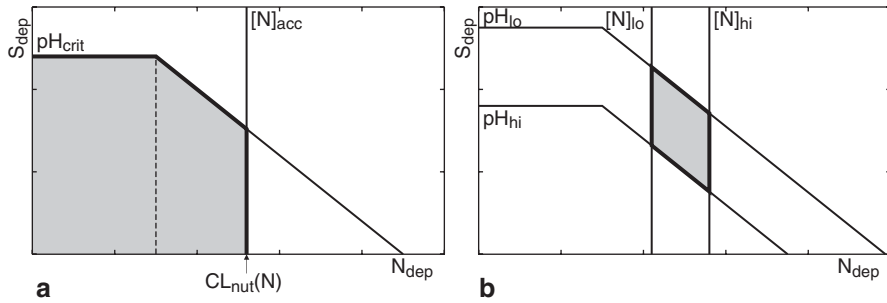 S_dep
pH_crit
[N]_acc
N_dep
CL_nut(N)
a
S_dep
pH_lo
[N]_lo
[N]_hi
pH_hi
N_dep
b